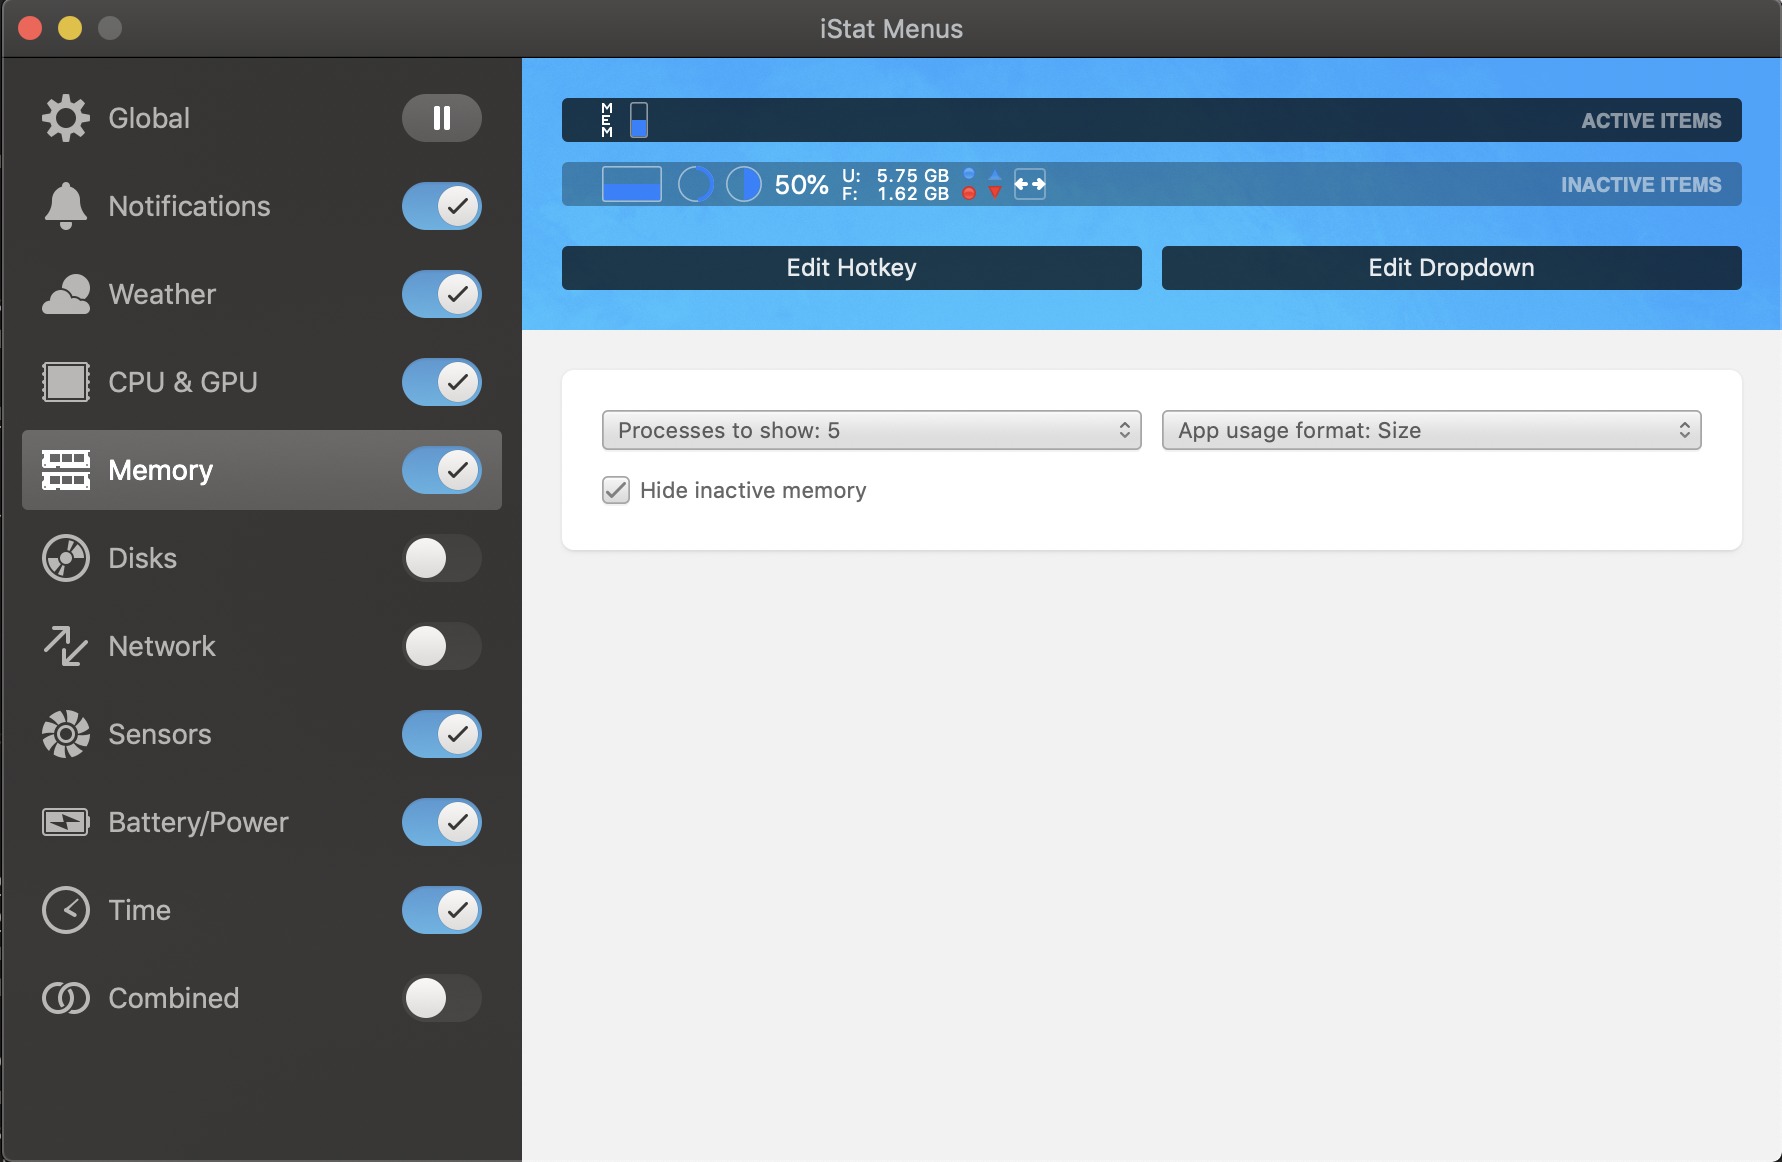 iStat Menus
Global
Notifications
Weather
CPU & GPU
Memory
Disks
Network
Sensors
Battery/Power
Time
Combined
MEM
ACTIVE ITEMS
50% U: 5.75 GB
F: 1.62 GB
INACTIVE ITEMS
Edit Hotkey
Edit Dropdown
Processes to show: 5
App usage format: Size
Hide inactive memory